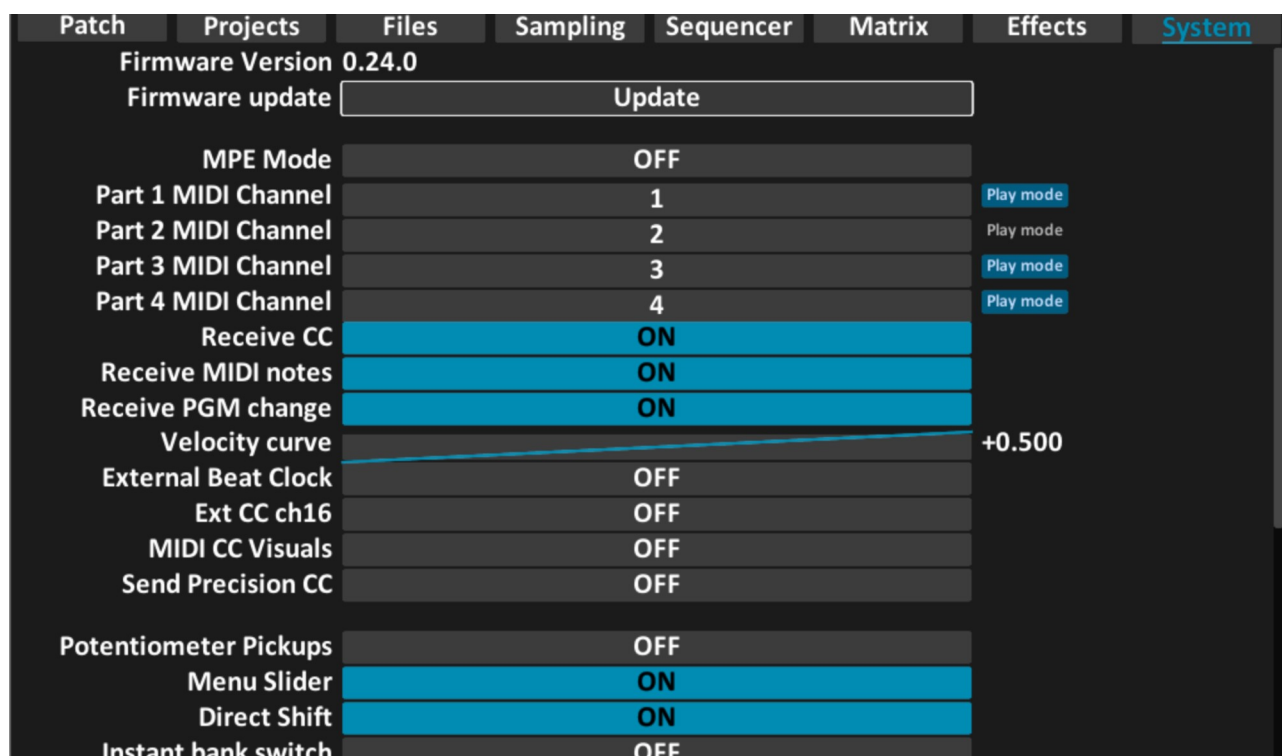 Patch Projects Files Sampling Sequencer Matrix Effects System
Firmware Version 0.24.0
Firmware update Update
MPE Mode OFF
Part 1 MIDI Channel 1 Play mode
Part 2 MIDI Channel 2 Play mode
Part 3 MIDI Channel 3 Play mode
Part 4 MIDI Channel 4 Play mode
Receive CC ON
Receive MIDI notes ON
Receive PGM change ON
Velocity curve +0.500
External Beat Clock OFF
Ext CC ch16 OFF
MIDI CC Visuals OFF
Send Precision CC OFF
Potentiometer Pickups OFF
Menu Slider ON
Direct Shift ON
Instant bank switch OFF